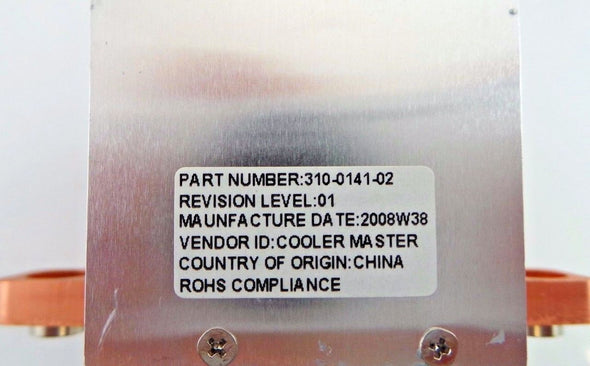 PART NUMBER:310-0141-02
REVISION LEVEL:01
MAUNFACTURE DATE:2008W38
VENDOR ID:COOLER MASTER
COUNTRY OF ORIGIN:CHINA
ROHS COMPLIANCE